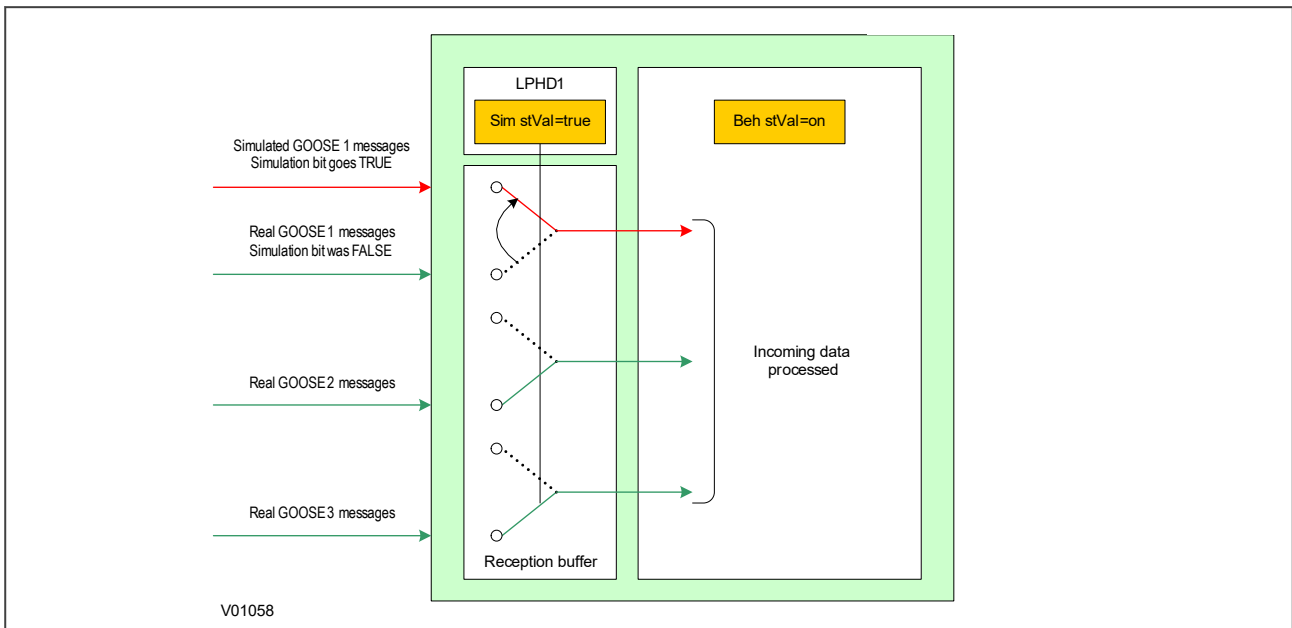 LPHD1
Sim stVal=true
Beh stVal=on
Simulated GOOSE 1 messages
Simulation bit goes TRUE
Real GOOSE 1 messages
Simulation bit was FALSE
Incoming data
processed
Real GOOSE 2 messages
Real GOOSE 3 messages
Reception buffer
V01058